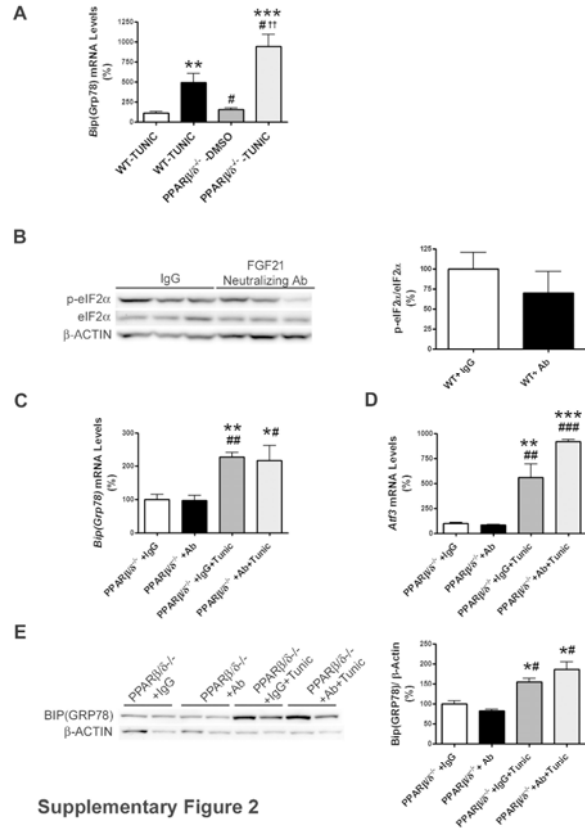 A
Bip(Grp78) mRNA Levels
(%)
1250
1000
750
500
250
0
**
#
***
#††
WT-TUNIC
WT-TUNIC
PPARβ/δ-/- -DMSO
PPARβ/δ-/- -TUNIC
B
IgG
FGF21
Neutralizing Ab
p-eIF2α
eIF2α
β-ACTIN
p-eIF2α/eIF2α
(%)
125
100
75
50
25
0
WT+ IgG
WT+ Ab
C
Bip(Grp78) mRNA Levels
(%)
300
200
100
0
**
##
*#
PPARβ/δ-/- +IgG
PPARβ/δ-/- +Ab
PPARβ/δ-/- +IgG+Tunic
PPARβ/δ-/- +Ab+Tunic
D
Atf3 mRNA Levels
(%)
1000
750
500
250
0
**
##
***
###
PPARβ/δ-/- +IgG
PPARβ/δ-/- +Ab
PPARβ/δ-/- +IgG+Tunic
PPARβ/δ-/- +Ab+Tunic
E
PPARβ/δ-/-
+IgG
PPARβ/δ-/-
+Ab
PPARβ/δ-/-
+IgG+Tunic
PPARβ/δ-/-
+Ab+Tunic
BIP(GRP78)
β-ACTIN
Bip(GRP78)/ β-Actin
(%)
250
200
150
100
50
0
*#
*#
PPARβ/δ-/- +IgG
PPARβ/δ-/- + Ab
PPARβ/δ-/- +IgG+Tunic
PPARβ/δ-/- +Ab+Tunic
Supplementary Figure 2